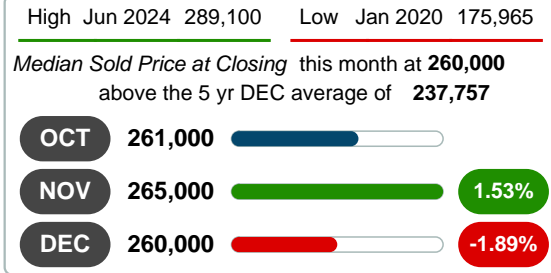 High Jun 2024 289,100 Low Jan 2020 175,965
Median Sold Price at Closing this month at 260,000
above the 5 yr DEC average of 237,757
OCT 261,000
NOV 265,000 1.53%
DEC 260,000 -1.89%